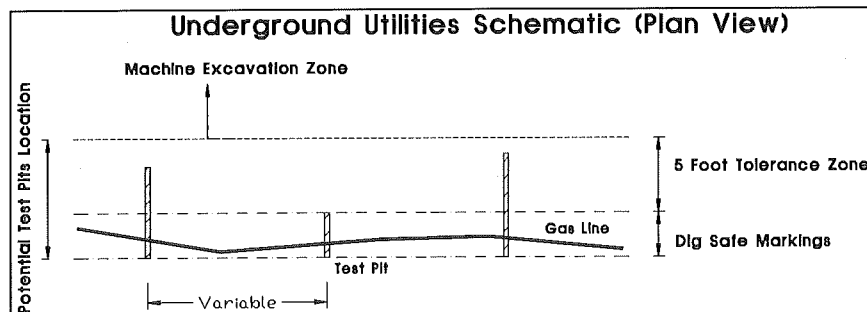 Underground Utilities Schematic (Plan View)
Machine Excavation Zone
Potential Test Pits Location
5 Foot Tolerance Zone
Gas Line
Dig Safe Markings
Test Pit
Variable